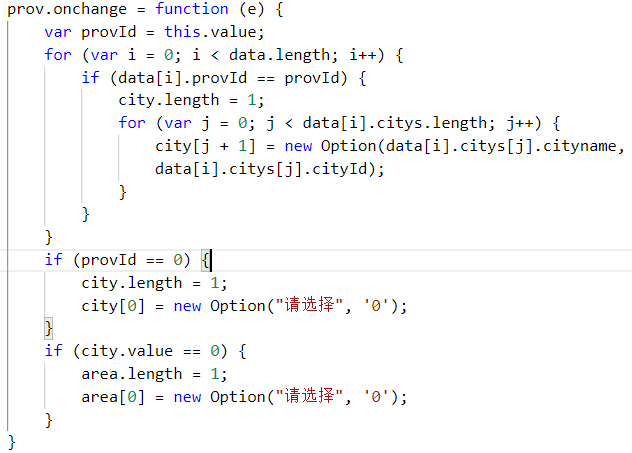 prov.onchange = function (e) {
var provId = this.value;
for (var i = 0; i < data.length; i++) {
if (data[i].provId == provId) {
city.length = 1;
for (var j = 0; j < data[i].citys.length; j++) {
city[j + 1] = new Option(data[i].citys[j].cityname,
data[i].citys[j].cityId);
}
}
}
if (provId == 0) {
city.length = 1;
city[0] = new Option("请选择", '0');
}
if (city.value == 0) {
area.length = 1;
area[0] = new Option("请选择", '0');
}
}